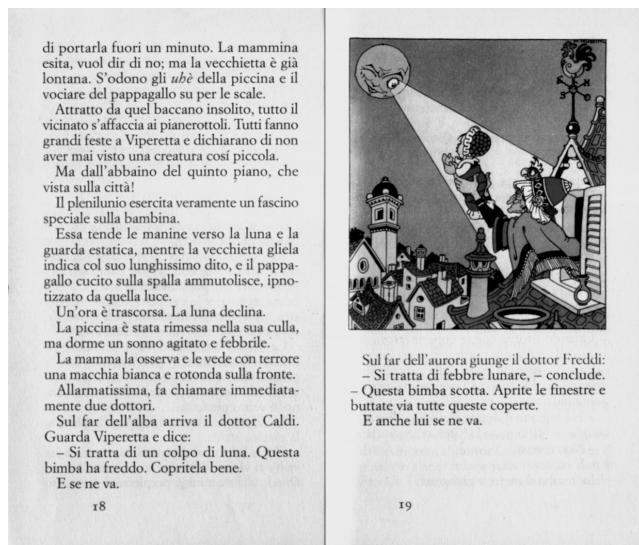 di portarla fuori un minuto. La mammina
esita, vuol dir di no; ma la vecchietta è già
lontana. S'odono gli uhè della piccina e il
vociare del pappagallo su per le scale.
Attratto da quel baccano insolito, tutto il
vicinato s'affaccia ai pianerottoli. Tutti fanno
grandi feste a Viperetta e dichiarano di non
aver mai visto una creatura cosí piccola.
Ma dall'abbaino del quinto piano, che
vista sulla città!
Il plenilunio esercita veramente un fascino
speciale sulla bambina.
Essa tende le manine verso la luna e la
guarda estatica, mentre la vecchietta gliela
indica col suo lunghissimo dito, e il pappa-
gallo cucito sulla spalla ammutolisce, ipno-
tizzato da quella luce.
Un'ora è trascorsa. La luna declina.
La piccina è stata rimessa nella sua culla,
ma dorme un sonno agitato e febbrile.
La mamma la osserva e le vede con terrore
una macchia bianca e rotonda sulla fronte.
Allarmatissima, fa chiamare immediata-
mente due dottori.
Sul far dell'alba arriva il dottor Caldi.
Guarda Viperetta e dice:
– Si tratta di un colpo di luna. Questa
bimba ha freddo. Copritela bene.
E se ne va.
18
Sul far dell'aurora giunge il dottor Freddi:
– Si tratta di febbre lunare, – conclude.
– Questa bimba scotta. Aprite le finestre e
buttate via tutte queste coperte.
E anche lui se ne va.
19